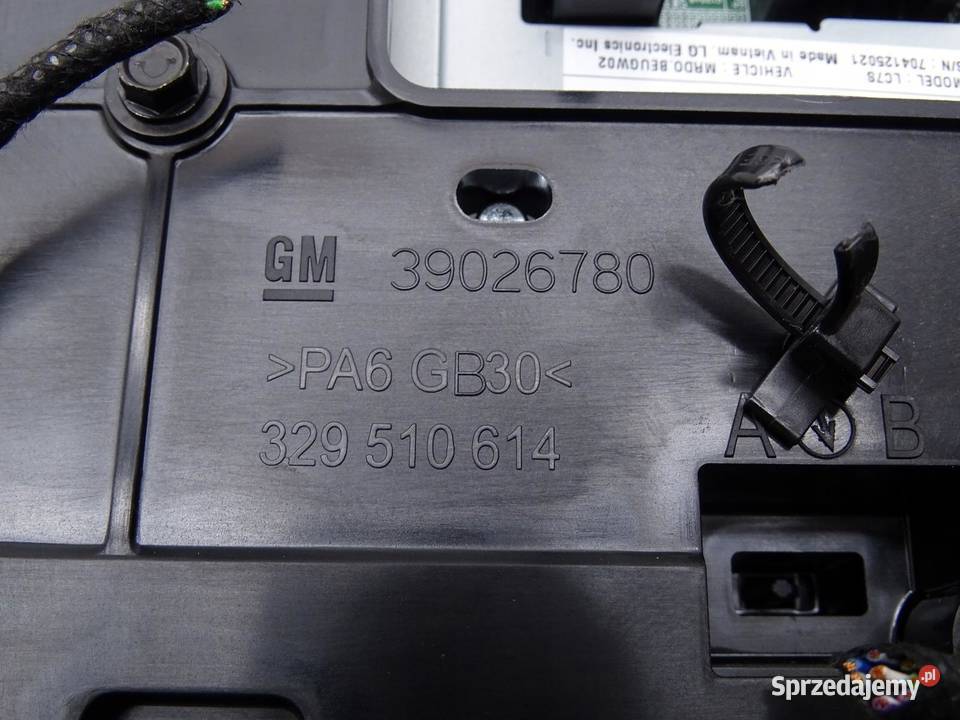 MODEL : LC7S
S/N : 704125021 Made in Vietnam.
VEHICLE : MRDO.BEUGW02
LG Electronics Inc.
GM 39026780
>PA6 GB30<
329 510 614
A B
Sprzedajemy.pl